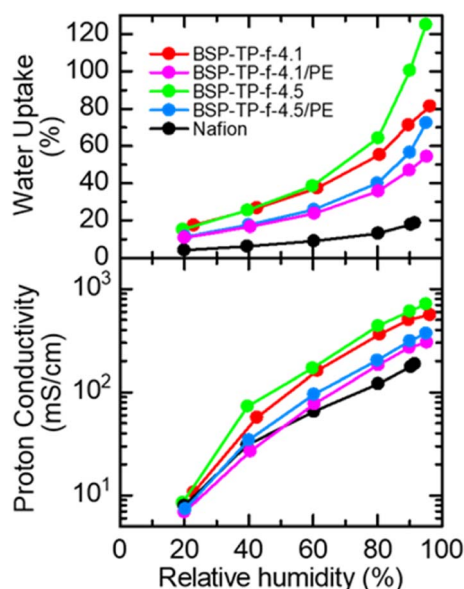 Water Uptake
(%)
120
100
80
60
40
20
0
BSP-TP-f-4.1
BSP-TP-f-4.1/PE
BSP-TP-f-4.5
BSP-TP-f-4.5/PE
Nafion
Proton Conductivity
(mS/cm)
10³
10²
10¹
0 20 40 60 80 100
Relative humidity (%)